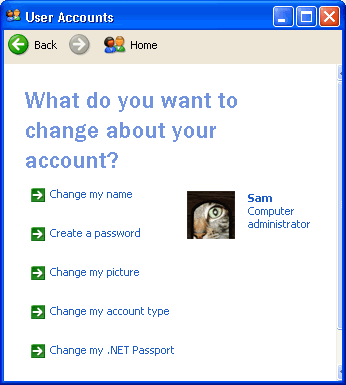 User Accounts
Back
Home
What do you want to
change about your
account?
Change my name
Create a password
Change my picture
Change my account type
Change my .NET Passport
Sam
Computer
administrator